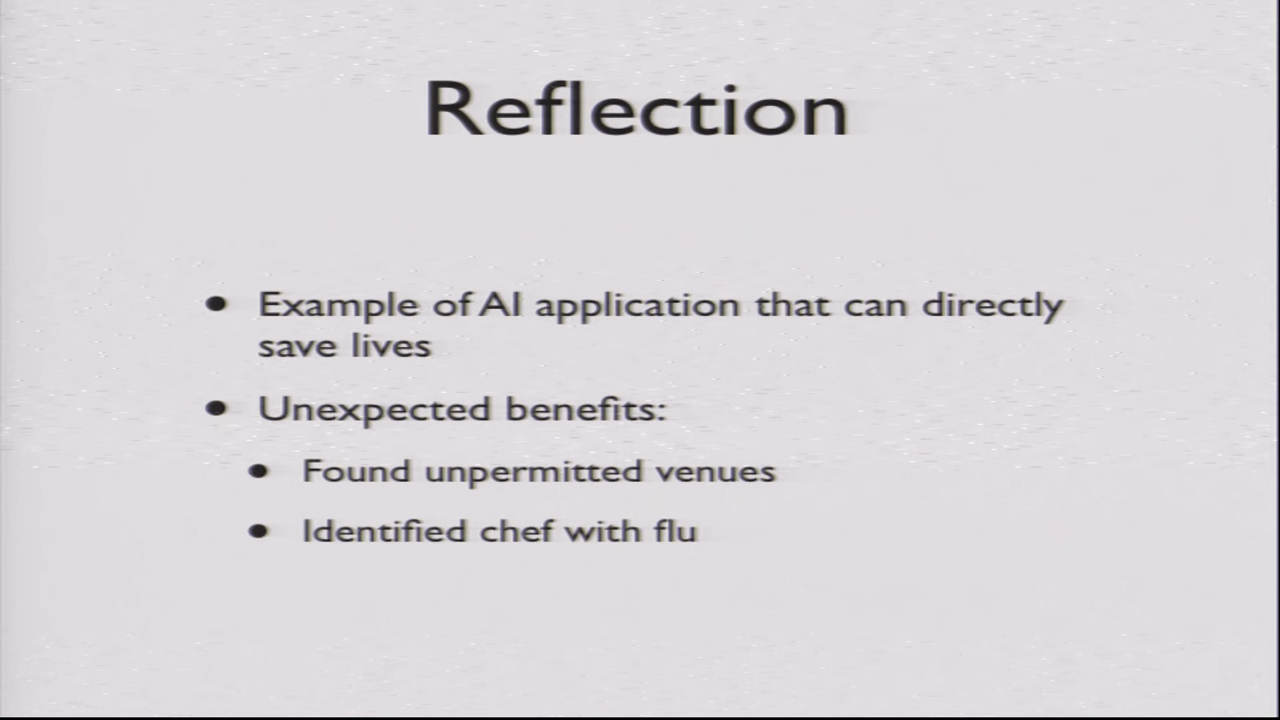 Reflection
• Example of AI application that can directly
save lives
• Unexpected benefits:
• Found unpermitted venues
• Identified chef with flu